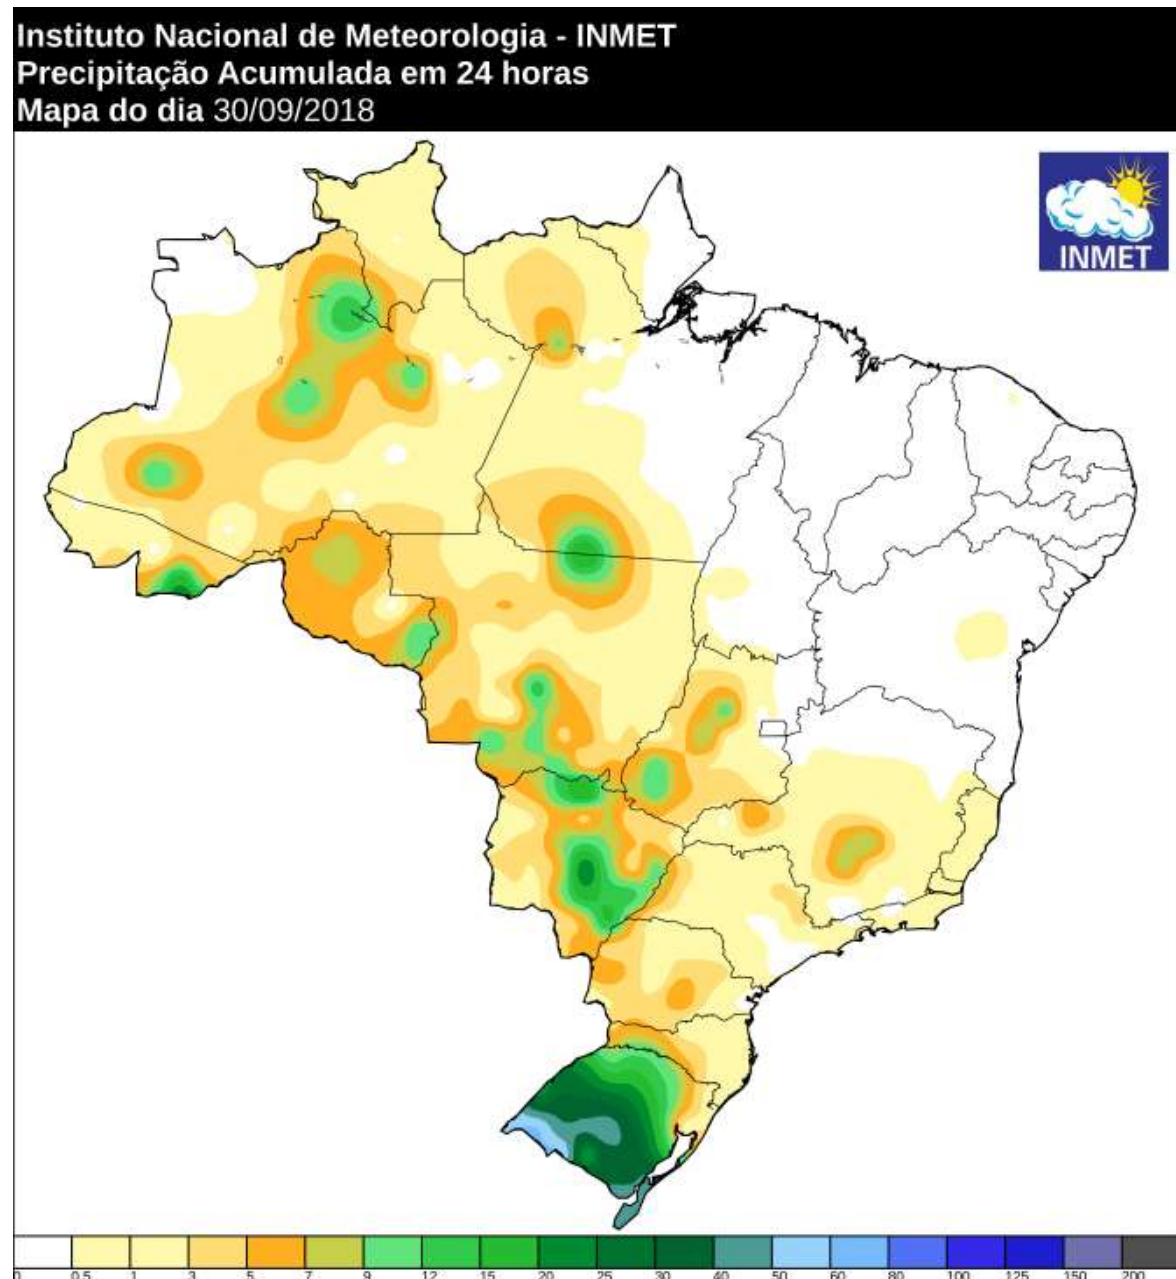 Instituto Nacional de Meteorologia - INMET
Precipitação Acumulada em 24 horas
Mapa do dia 30/09/2018
INMET
0 0.5 1 3 5 7 9 12 15 20 25 30 40 50 60 80 100 125 150 200